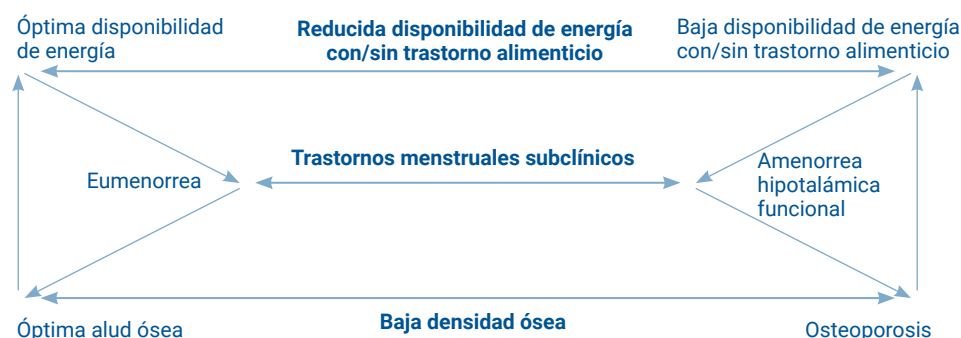 Óptima disponibilidad
de energía
Reducida disponibilidad de energía
con/sin trastorno alimenticio
Baja disponibilidad de energía
con/sin trastorno alimenticio
Trastornos menstruales subclínicos
Eumenorrea
Amenorrea
hipotalámica
funcional
Baja densidad ósea
Óptima alud ósea
Osteoporosis